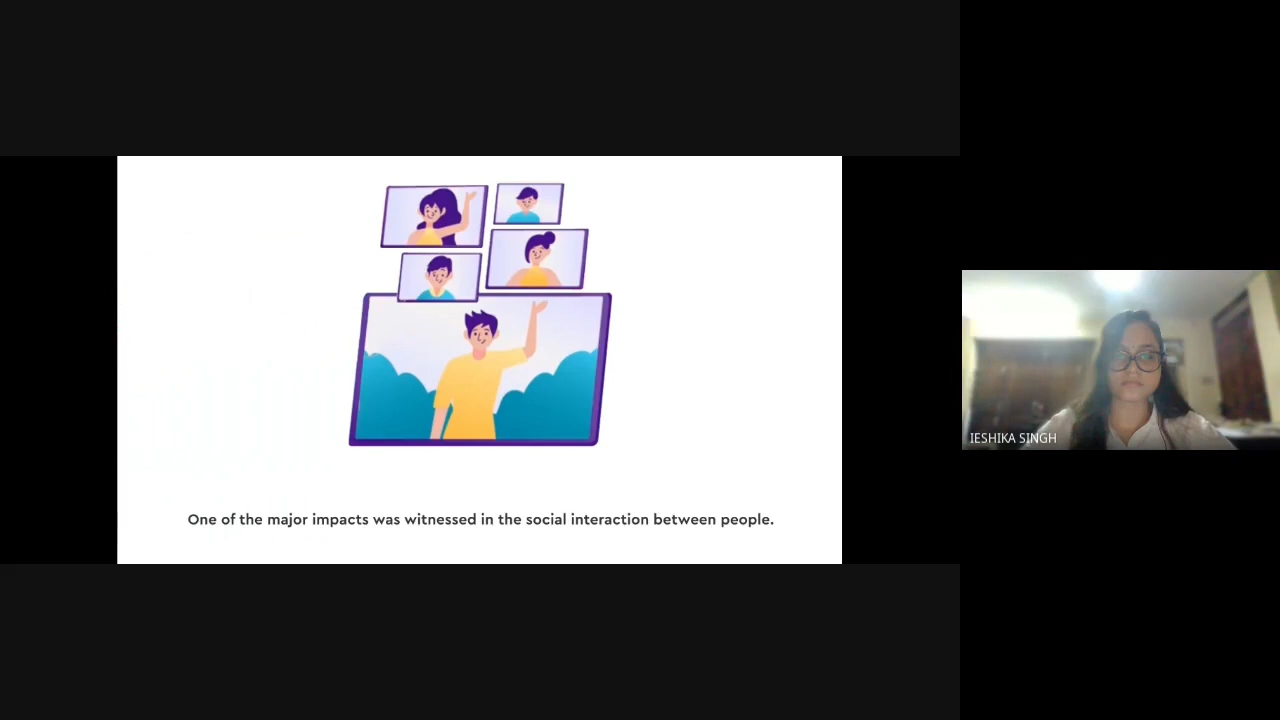 One of the major impacts was witnessed in the social interaction between people.
IESHIKA SINGH